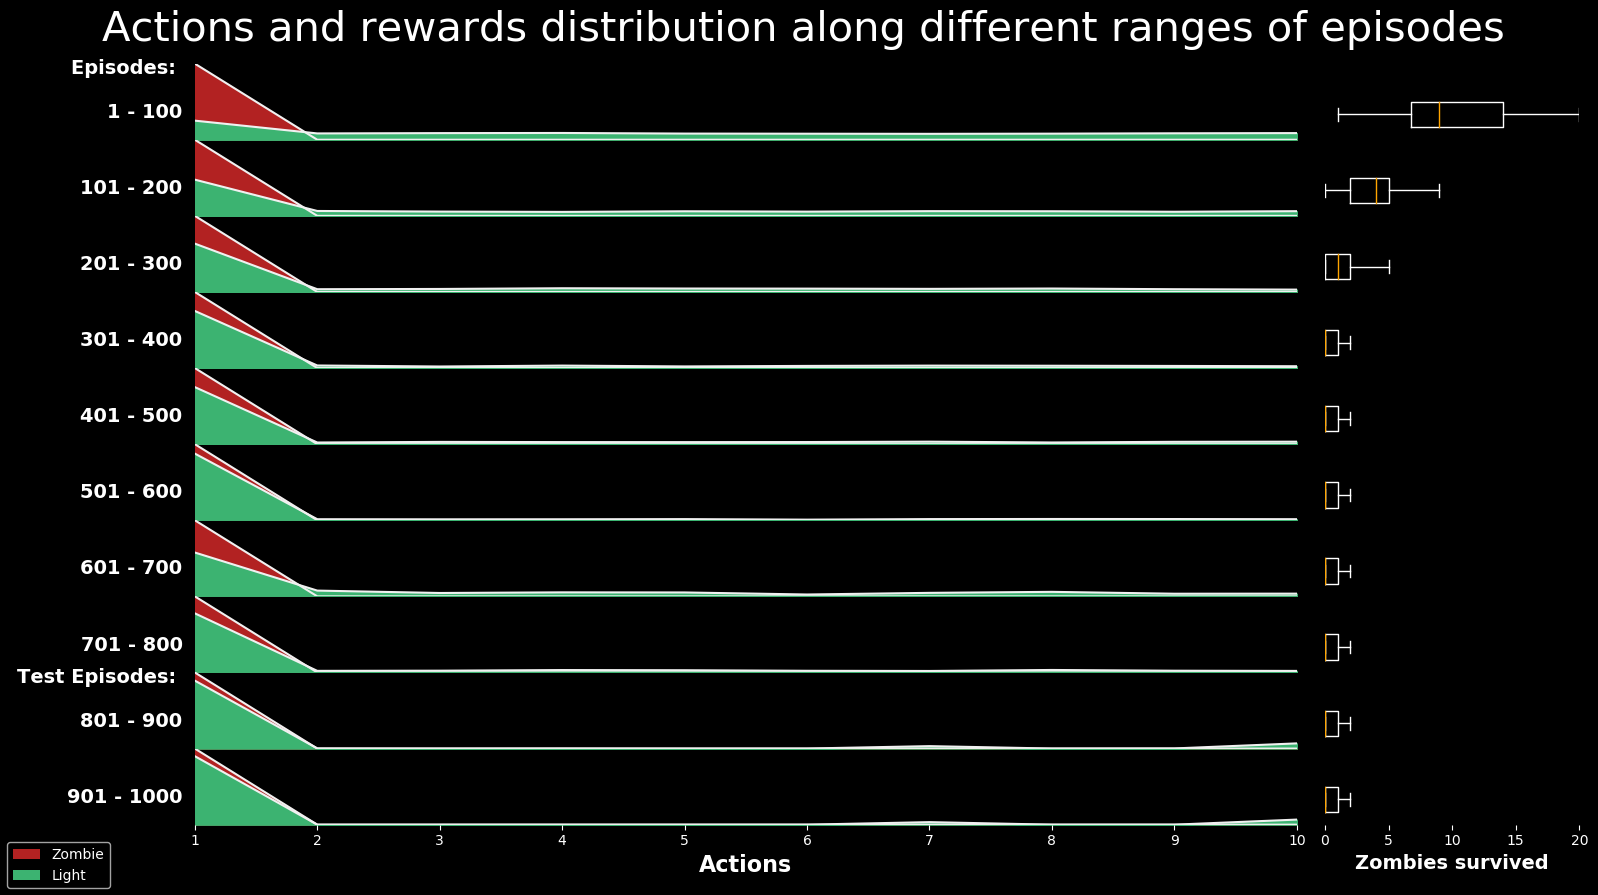 Actions and rewards distribution along different ranges of episodes
Episodes:
1 - 100
101 - 200
201 - 300
301 - 400
401 - 500
501 - 600
601 - 700
701 - 800
Test Episodes:
801 - 900
901 - 1000
1 2 3 4 5 6 7 8 9 10
Actions
0 5 10 15 20
Zombies survived
Zombie
Light